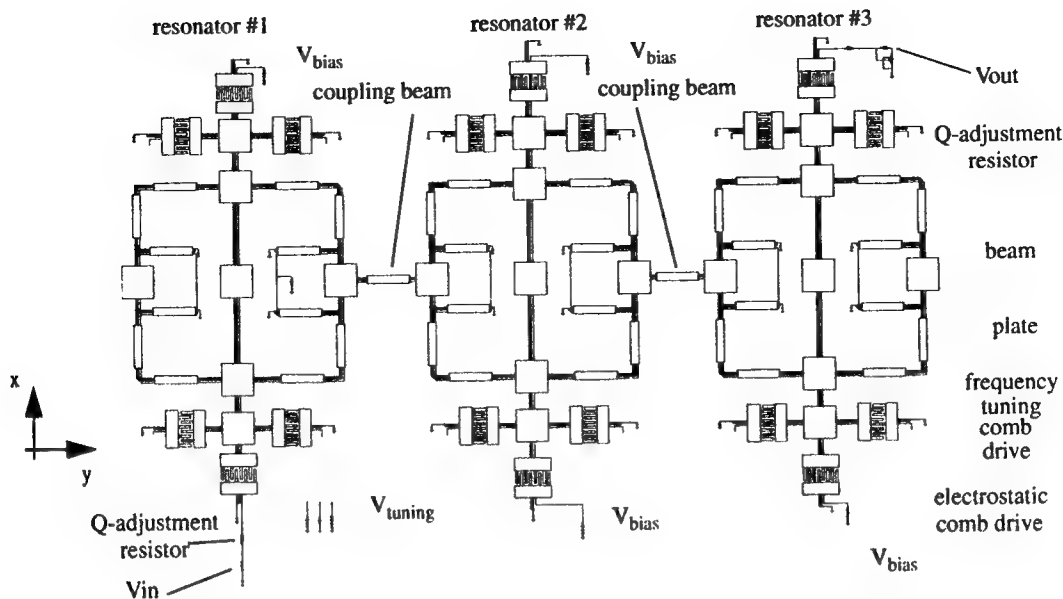 resonator #1
resonator #2
resonator #3
Vbias
Vbias
coupling beam
coupling beam
Vout
Q-adjustment
resistor
beam
plate
x
y
frequency
tuning
comb
drive
Vtuning
Vbias
electrostatic
comb drive
Q-adjustment
resistor
Vin
Vbias